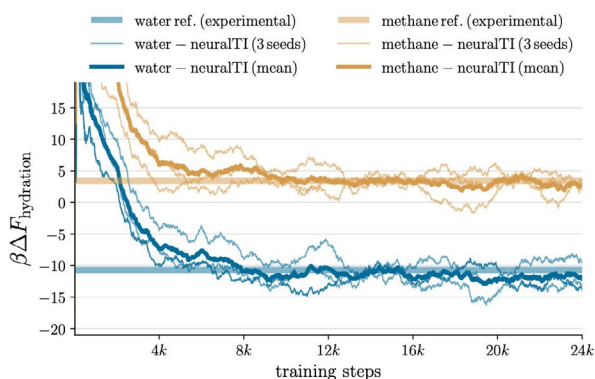 water ref. (experimental)
methane ref. (experimental)
water − neuralTI (3 seeds)
methane − neuralTI (3 seeds)
water − neuralTI (mean)
methane − neuralTI (mean)
15
10
5
0
−5
−10
−15
−20
βΔF_hydration
4k
8k
12k
16k
20k
24k
training steps